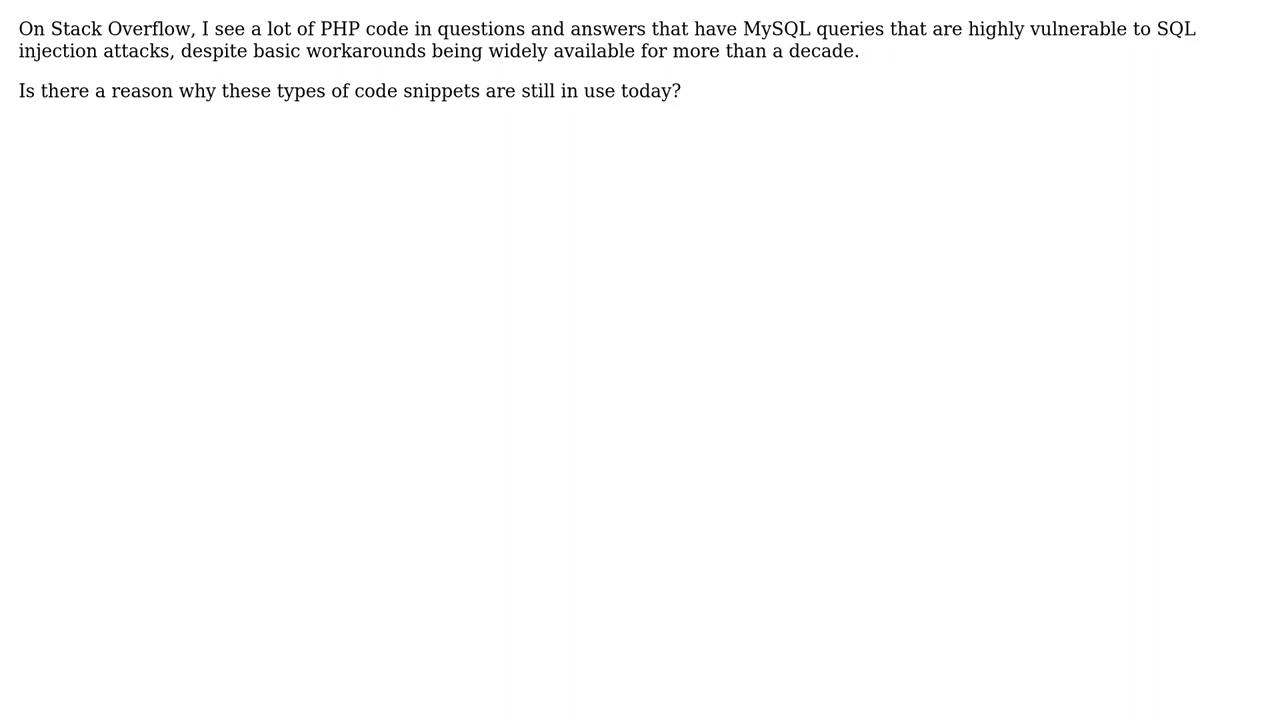 On Stack Overflow, I see a lot of PHP code in questions and answers that have MySQL queries that are highly vulnerable to SQL
injection attacks, despite basic workarounds being widely available for more than a decade.
Is there a reason why these types of code snippets are still in use today?